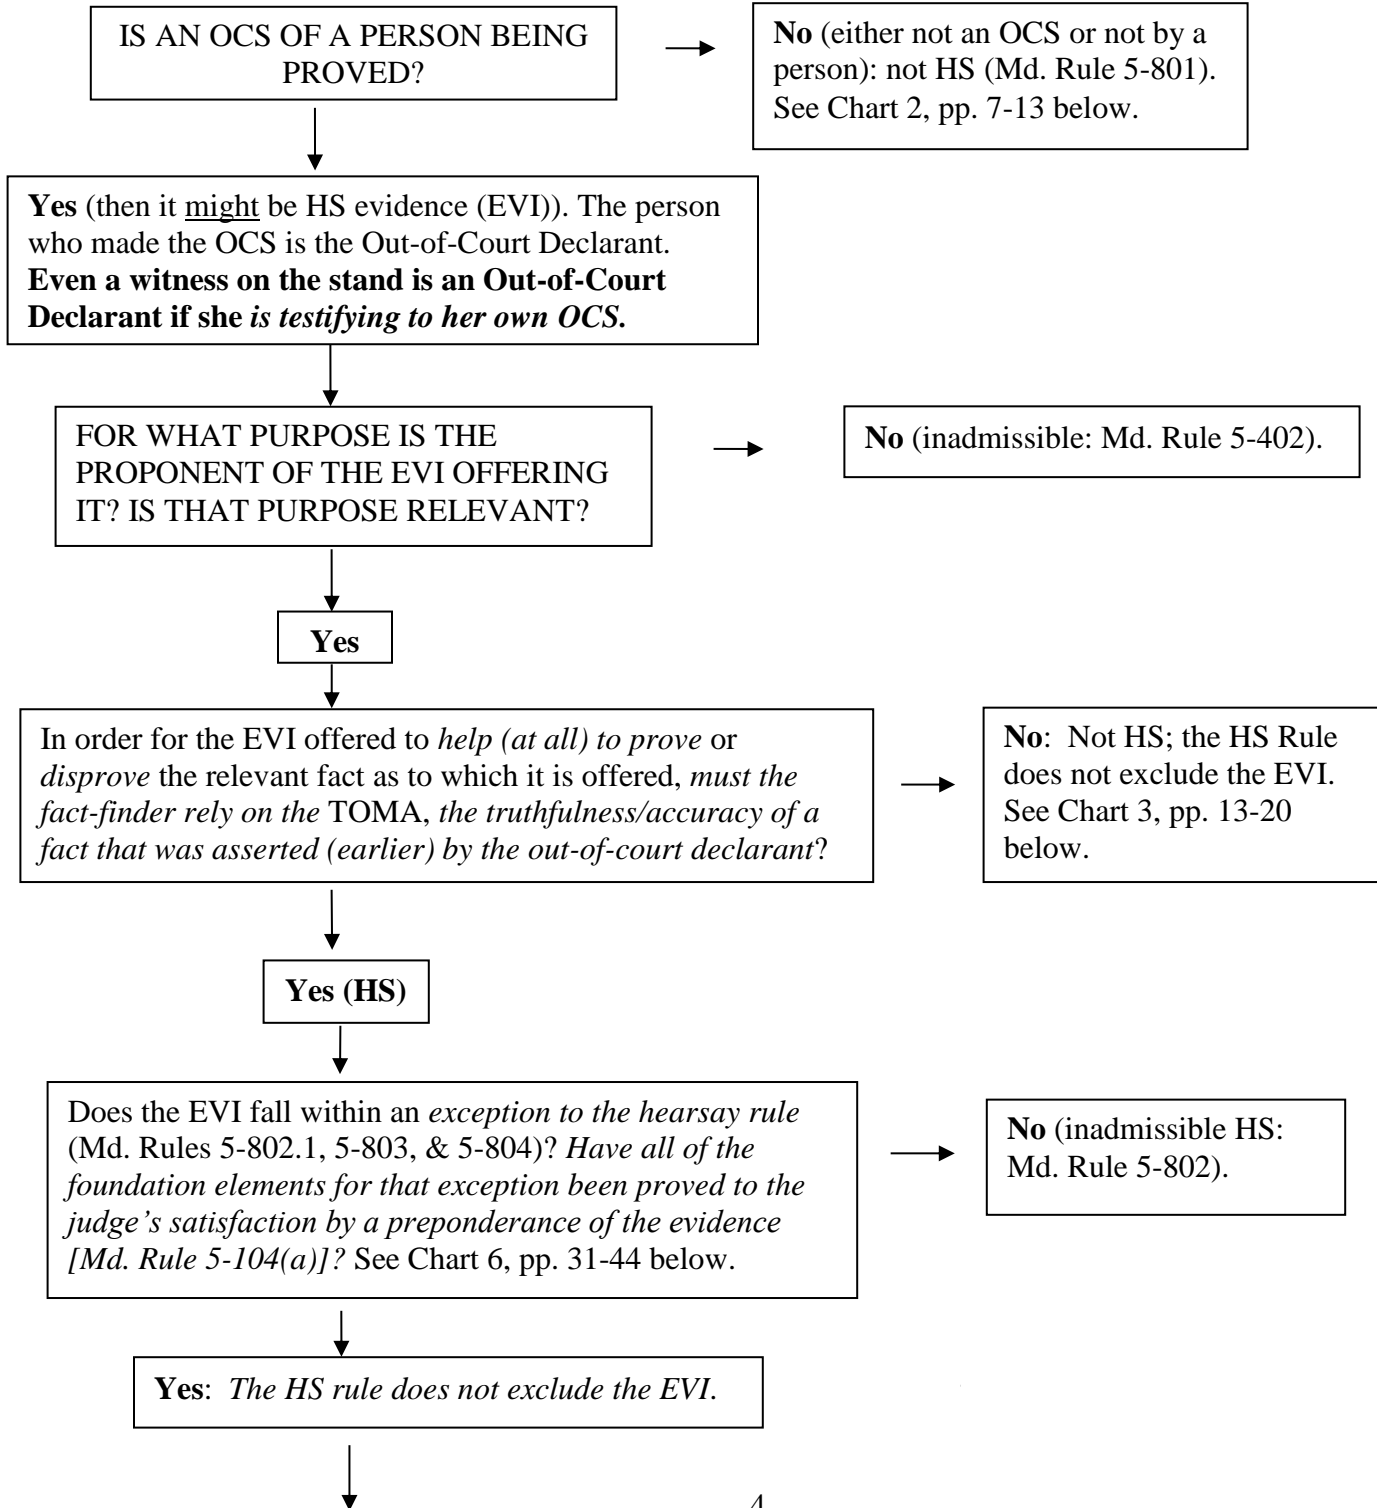 IS AN OCS OF A PERSON BEING
PROVED?
No (either not an OCS or not by a
person): not HS (Md. Rule 5-801).
See Chart 2, pp. 7-13 below.
Yes (then it might be HS evidence (EVI)). The person
who made the OCS is the Out-of-Court Declarant.
Even a witness on the stand is an Out-of-Court
Declarant if she is testifying to her own OCS.
FOR WHAT PURPOSE IS THE
PROPONENT OF THE EVI OFFERING
IT? IS THAT PURPOSE RELEVANT?
No (inadmissible: Md. Rule 5-402).
Yes
In order for the EVI offered to help (at all) to prove or
disprove the relevant fact as to which it is offered, must the
fact-finder rely on the TOMA, the truthfulness/accuracy of a
fact that was asserted (earlier) by the out-of-court declarant?
No: Not HS; the HS Rule
does not exclude the EVI.
See Chart 3, pp. 13-20
below.
Yes (HS)
Does the EVI fall within an exception to the hearsay rule
(Md. Rules 5-802.1, 5-803, & 5-804)? Have all of the
foundation elements for that exception been proved to the
judge's satisfaction by a preponderance of the evidence
[Md. Rule 5-104(a)]? See Chart 6, pp. 31-44 below.
No (inadmissible HS:
Md. Rule 5-802).
Yes: The HS rule does not exclude the EVI.
4